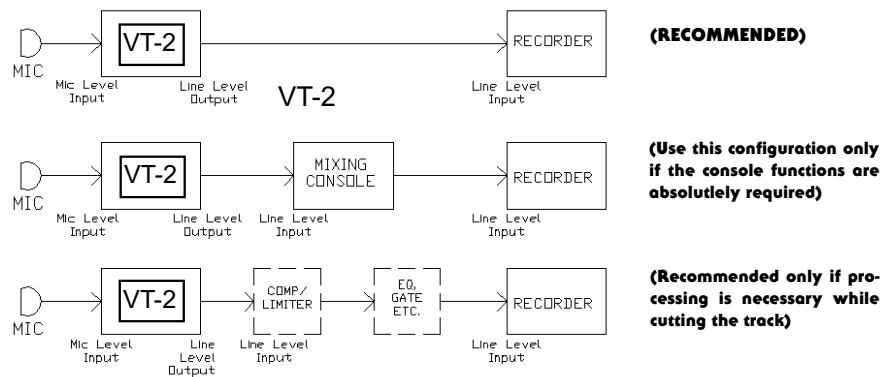 VT-2
RECORDER
(RECOMMENDED)
MIC
Mic Level
Input
Line Level
Output
VT-2
Line Level
Input
VT-2
MIXING
CONSOLE
RECORDER
(Use this configuration only
if the console functions are
absolutlely required)
MIC
Mic Level
Input
Line Level
Output
Line Level
Input
Line Level
Input
VT-2
COMP/
LIMITER
EQ,
GATE
ETC.
RECORDER
(Recommended only if pro-
cessing is necessary while
cutting the track)
MIC
Mic Level
Input
Line
Level
Output
Line Level
Input
Line Level
Input